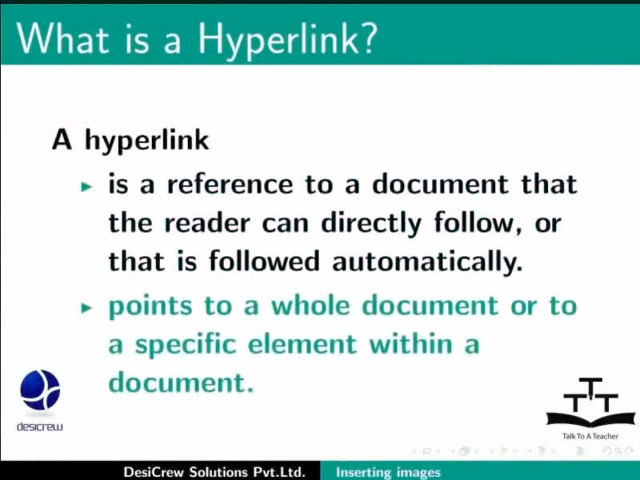 What is a Hyperlink?
A hyperlink
is a reference to a document that
the reader can directly follow, or
that is followed automatically.
points to a whole document or to
a specific element within a
document.
desicrew
TTT
Talk To A Teacher
DesiCrew Solutions Pvt.Ltd. Inserting images